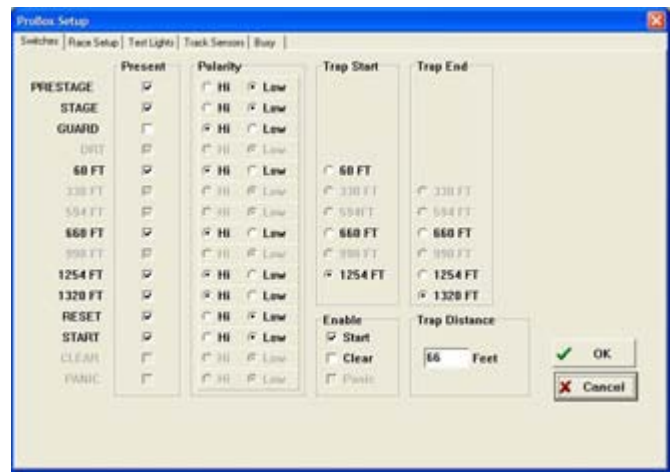 ProBox Setup
Switches Race Setup Test Lights Track Sensors Busy
Present Polarity Trap Start Trap End
PRESTAGE Hi Low
STAGE Hi Low
GUARD Hi Low
DRT Hi Low
60 FT Hi Low 60 FT
330 FT Hi Low 330 FT 330 FT
594 FT Hi Low 594FT 594 FT
660 FT Hi Low 660 FT 660 FT
990 FT Hi Low 990 FT 990 FT
1254 FT Hi Low 1254 FT 1254 FT
1320 FT Hi Low 1320 FT
RESET Hi Low Enable Trap Distance
START Hi Low Start
CLEAR Hi Low Clear 66 Feet OK
PANIC Hi Low Panic Cancel